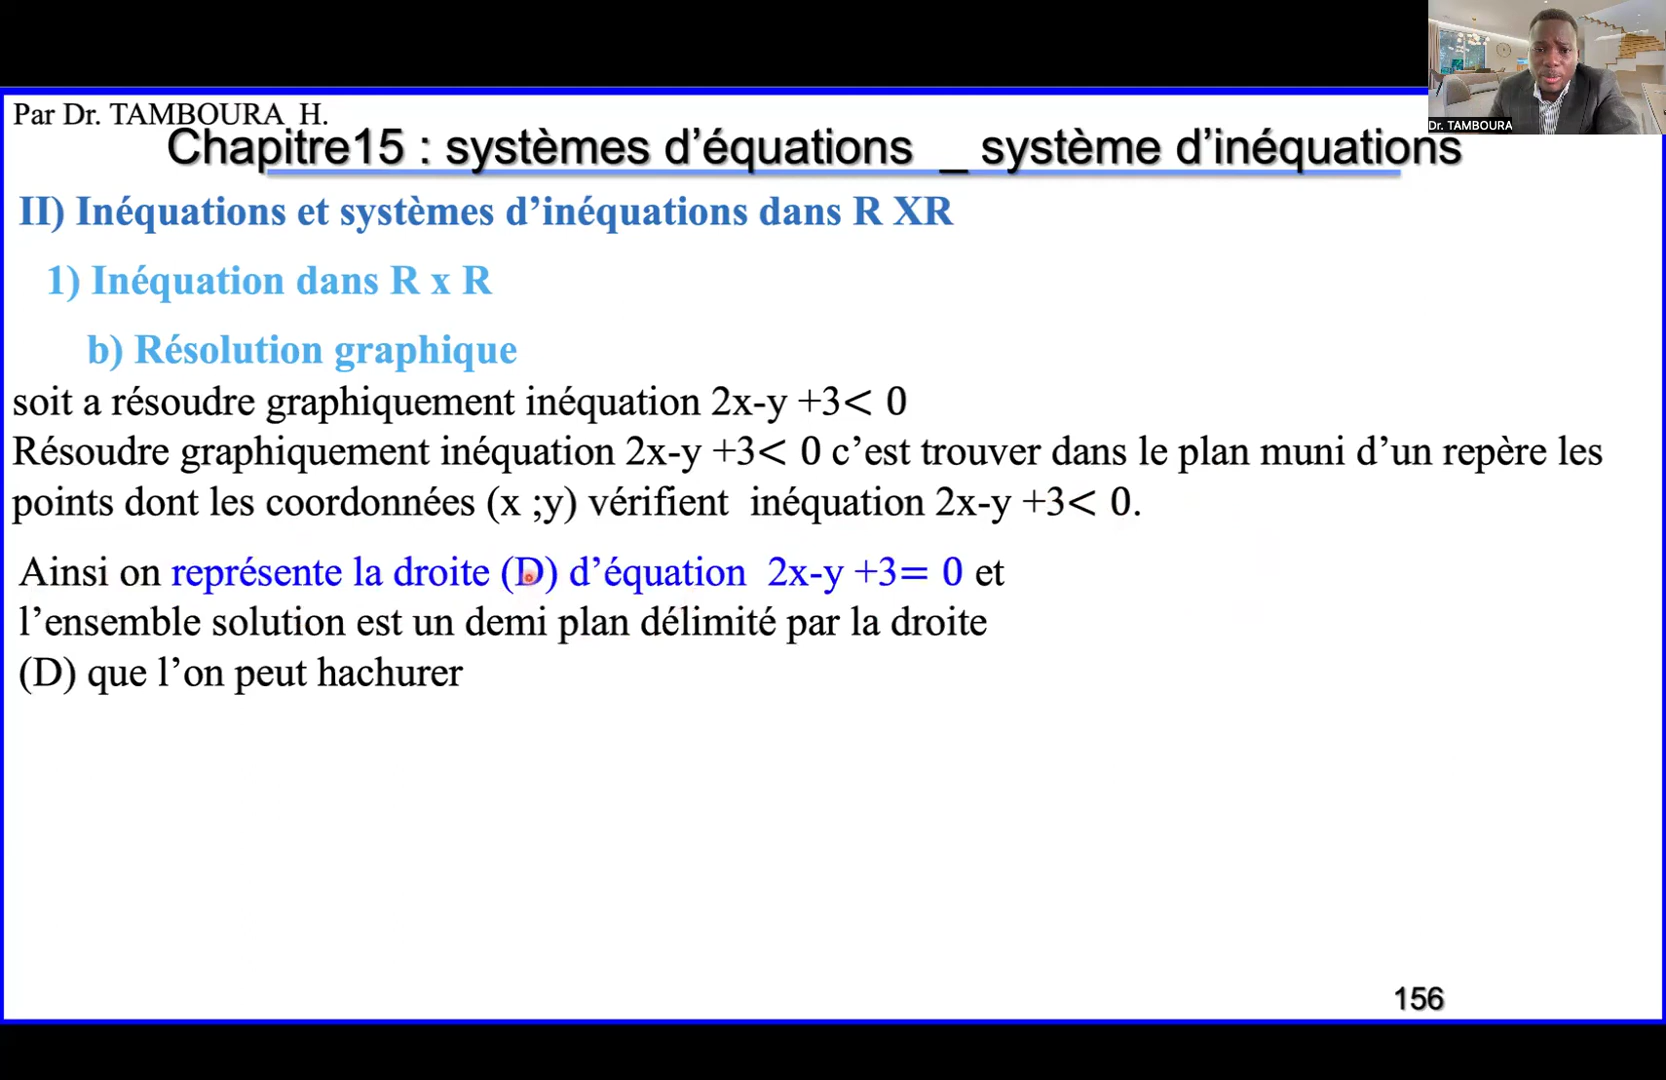 Par Dr. TAMBOURA H.
Dr. TAMBOURA
Chapitre15 : systèmes d’équations _ système d’inéquations
II) Inéquations et systèmes d’inéquations dans R XR
1) Inéquation dans R x R
b) Résolution graphique
soit a résoudre graphiquement inéquation 2x-y +3< 0
Résoudre graphiquement inéquation 2x-y +3< 0 c’est trouver dans le plan muni d’un repère les
points dont les coordonnées (x ;y) vérifient inéquation 2x-y +3< 0.
Ainsi on représente la droite (D) d’équation 2x-y +3= 0 et
l’ensemble solution est un demi plan délimité par la droite
(D) que l’on peut hachurer
156